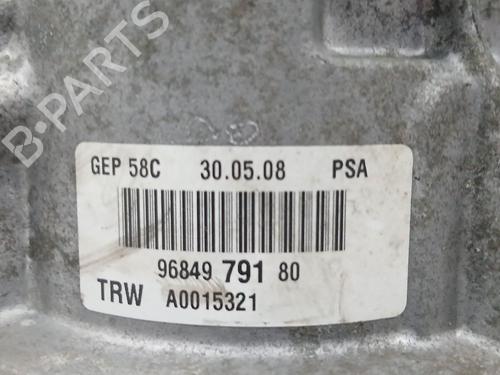 B-PARTS
GEP 58C 30.05.08 PSA
96849 791 80
TRW A0015321